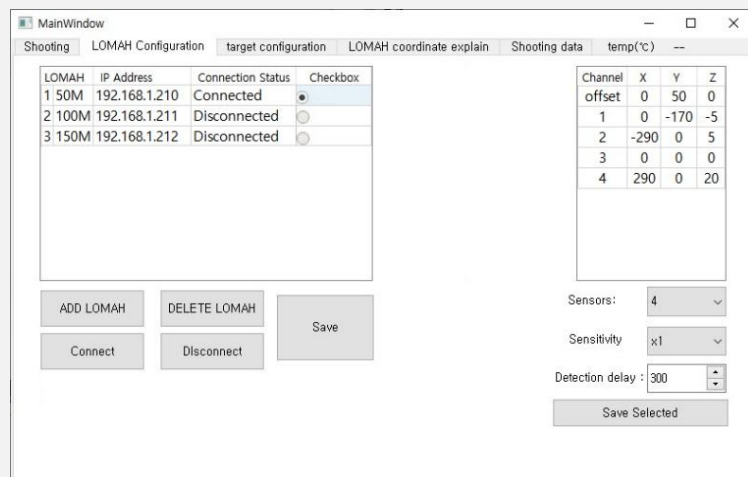 MainWindow
Shooting LOMAH Configuration target configuration LOMAH coordinate explain Shooting data temp(℃) --
LOMAH IP Address Connection Status Checkbox
1 50M 192.168.1.210 Connected
2 100M 192.168.1.211 Disconnected
3 150M 192.168.1.212 Disconnected
ADD LOMAH DELETE LOMAH
Save
Connect DIsconnect
Channel X Y Z
offset 0 50 0
1 0 -170 -5
2 -290 0 5
3 0 0 0
4 290 0 20
Sensors: 4
Sensitivity x1
Detection delay : 300
Save Selected